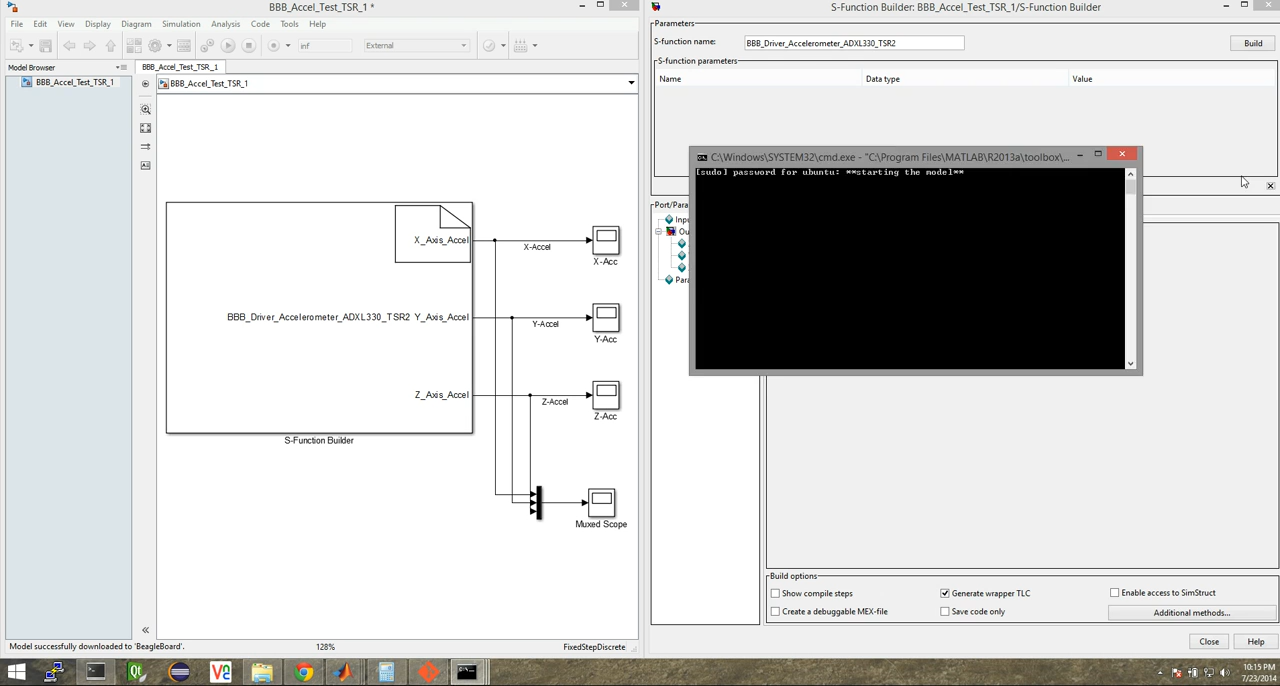 BBB_Accel_Test_TSR_1 *
File Edit View Display Diagram Simulation Analysis Code Tools Help
inf
External
Model Browser
BBB_Accel_Test_TSR_1
BBB_Accel_Test_TSR_1
BBB_Accel_Test_TSR_1
X_Axis_Accel
X-Accel
X-Acc
BBB_Driver_Accelerometer_ADXL330_TSR2 Y_Axis_Accel
Y-Accel
Y-Acc
Z_Axis_Accel
Z-Accel
Z-Acc
S-Function Builder
Muxed Scope
Model successfully downloaded to 'BeagleBoard'.
128%
FixedStepDiscrete
S-Function Builder: BBB_Accel_Test_TSR_1/S-Function Builder
Parameters
S-function name:
BBB_Driver_Accelerometer_ADXL330_TSR2
Build
S-function parameters
Name Data type Value
C:\Windows\SYSTEM32\cmd.exe - "C:\Program Files\MATLAB\R2013a\toolbox\...
[sudo] password for ubuntu: **starting the model**
Port/Para
Inpu
Ou
Para
Build options
Show compile steps
Generate wrapper TLC
Enable access to SimStruct
Create a debuggable MEX-file
Save code only
Additional methods...
Close
Help
Qt
10:15 PM
7/23/2014